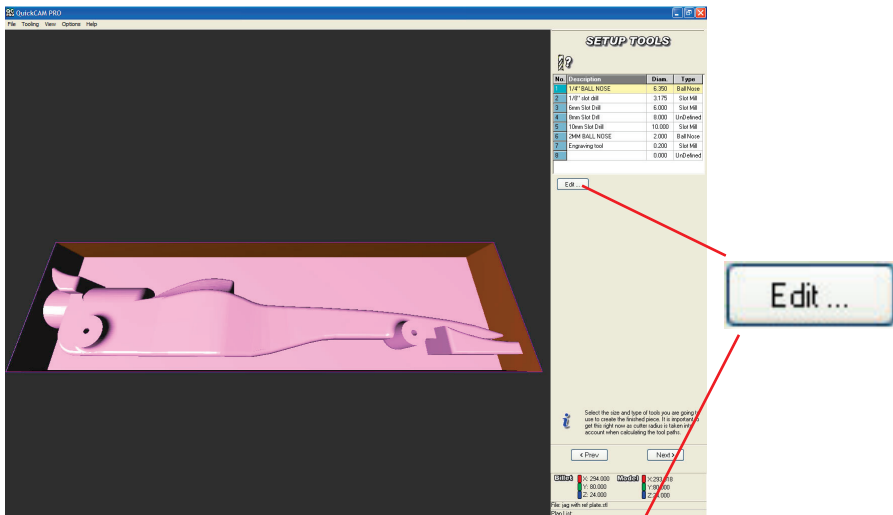 QuickCAM PRO
File Tooling View Options Help
SETUP TOOLS
?
No. Description Diam. Type
1 1/4" BALL NOSE 6.350 Ball Nose
2 1/8" slot drill 3.175 Slot Mill
3 6mm Slot Drill 6.000 Slot Mill
4 8mm Slot Drill 8.000 UnDefined
5 10mm Slot Drill 10.000 Slot Mill
6 2MM BALL NOSE 2.000 Ball Nose
7 Engraving tool 0.200 Slot Mill
8 0.000 UnDefined
Edit ...
Edit ...
i
Select the size and type of tools you are going to
use to create the finished piece. It is important to
get this right now as cutter radius is taken into
account when calculating the tool paths.
< Prev Next >
Billet X: 294.000 Model
Y: 80.000 Y:80.000
Z: 24.000
File: jag with ref plate.stl
Plan List